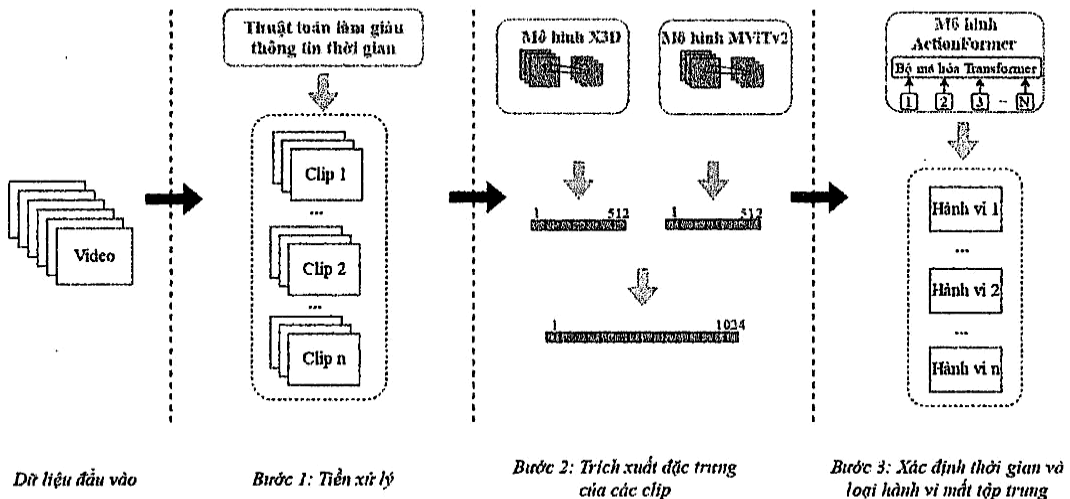 Thuật toán làm giàu
thông tin thời gian
Clip 1
...
Clip 2
...
Clip n
Video
Mô hình X3D
Mô hình MViTv2
1 512
1 512
1 1024
Mô hình
ActionFormer
Bộ mã hóa Transformer
1 2 3 ... N
Hành vi 1
...
Hành vi 2
...
Hành vi n
Dữ liệu đầu vào
Bước 1: Tiền xử lý
Bước 2: Trích xuất đặc trưng
của các clip
Bước 3: Xác định thời gian và
loại hành vi mất tập trung